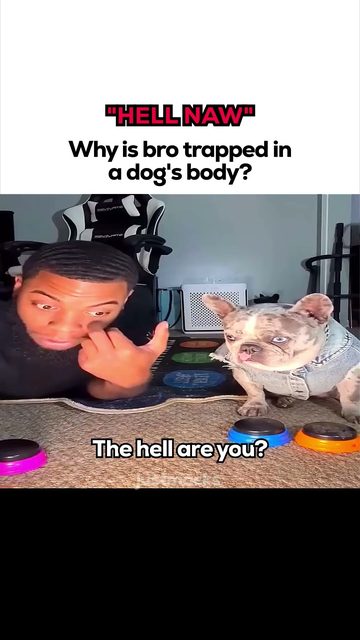 "HELL NAW"
Why is bro trapped in
a dog's body?
The hell are you?